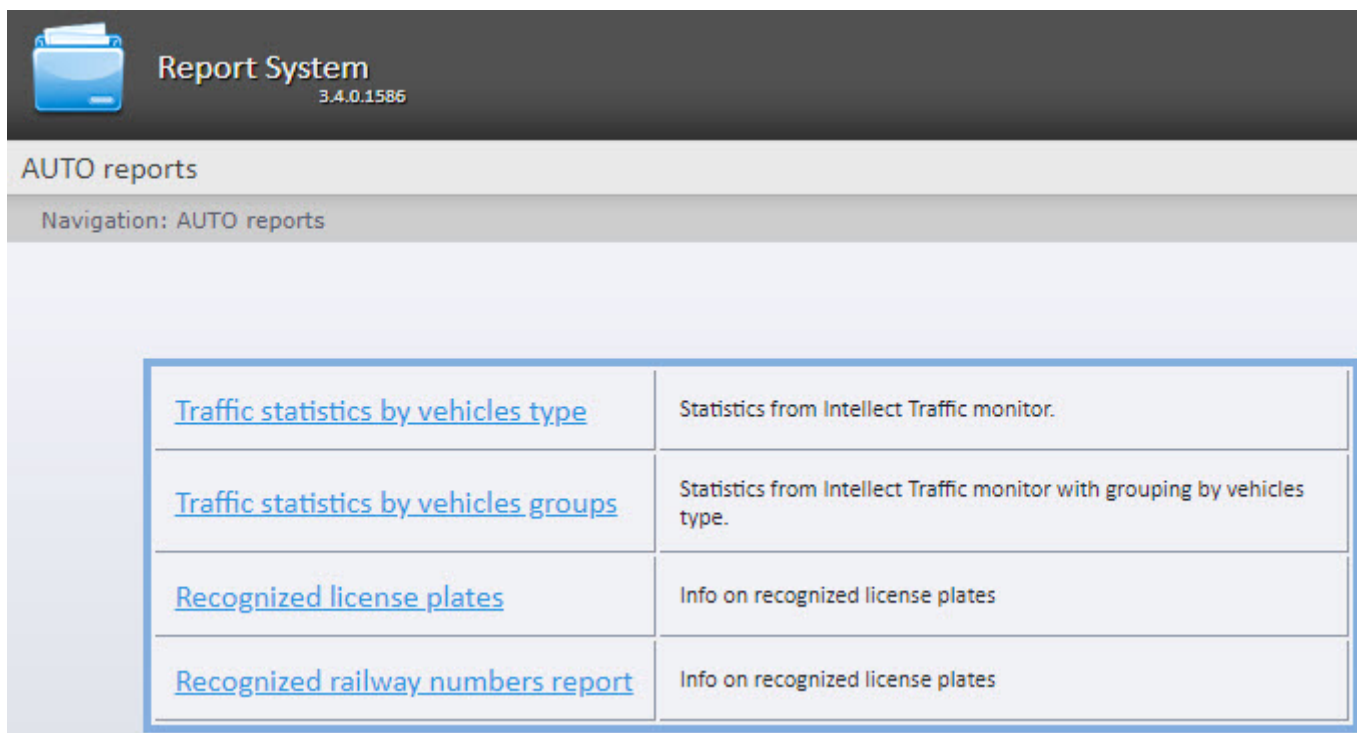 Report System
3.4.0.1586
AUTO reports
Navigation: AUTO reports
Traffic statistics by vehicles type
Statistics from Intellect Traffic monitor.
Traffic statistics by vehicles groups
Statistics from Intellect Traffic monitor with grouping by vehicles
type.
Recognized license plates
Info on recognized license plates
Recognized railway numbers report
Info on recognized license plates